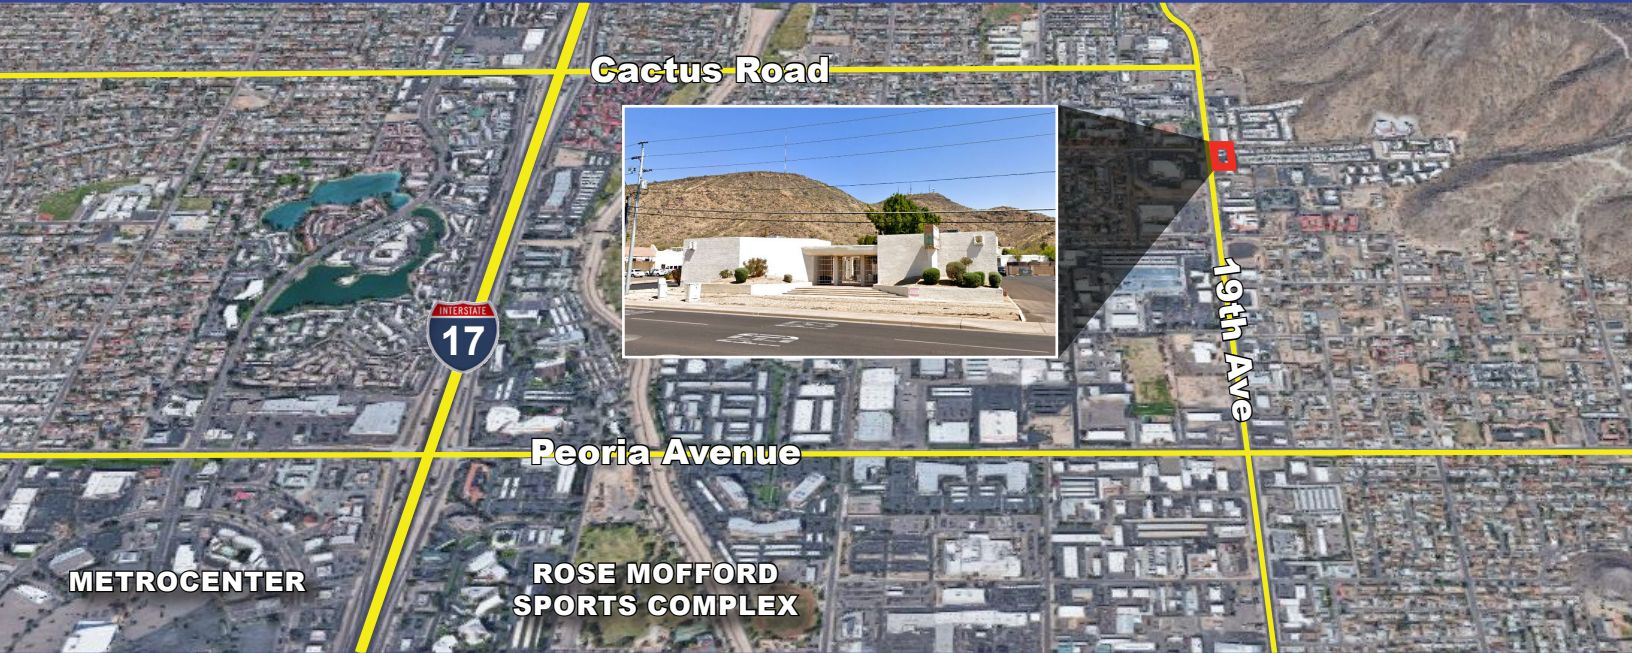 Cactus Road
INTERSTATE
17
19th Ave
Peoria Avenue
METROCENTER
ROSE MOFFORD
SPORTS COMPLEX